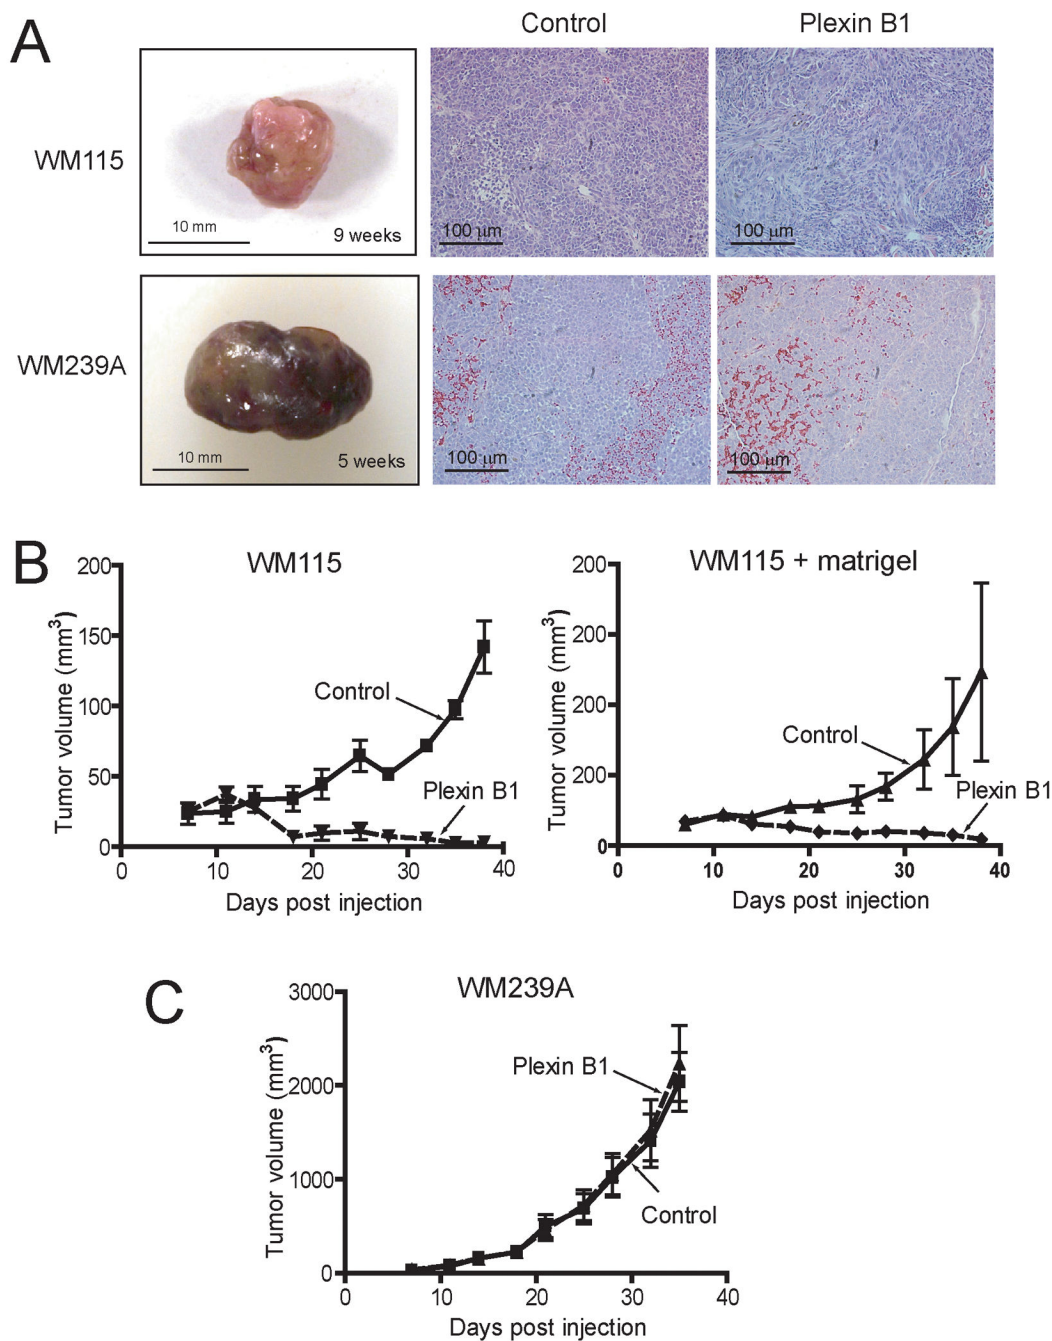 A
Control
Plexin B1
WM115
10 mm
9 weeks
100 μm
100 μm
WM239A
10 mm
5 weeks
100 μm
100 μm
B
WM115
Tumor volume (mm³)
200
150
100
50
0
Control
Plexin B1
0
10
20
30
40
Days post injection
WM115 + matrigel
Tumor volume (mm³)
200
200
200
200
0
Control
Plexin B1
0
10
20
30
40
Days post injection
C
WM239A
Tumor volume (mm³)
3000
2000
1000
0
Plexin B1
Control
0
10
20
30
40
Days post injection